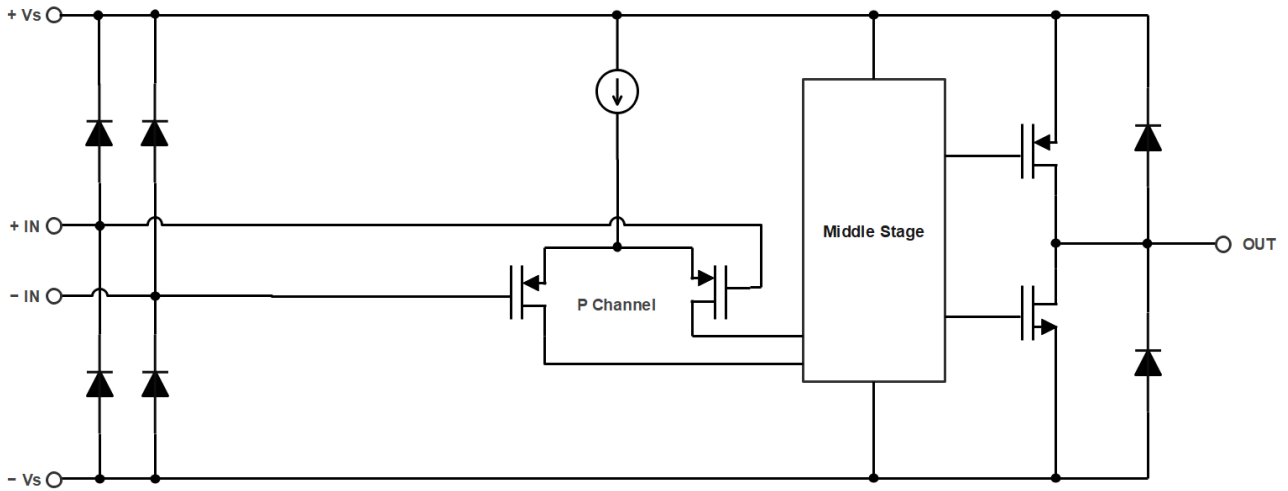 + Vs
+ IN
Middle Stage
OUT
− IN
P Channel
− Vs